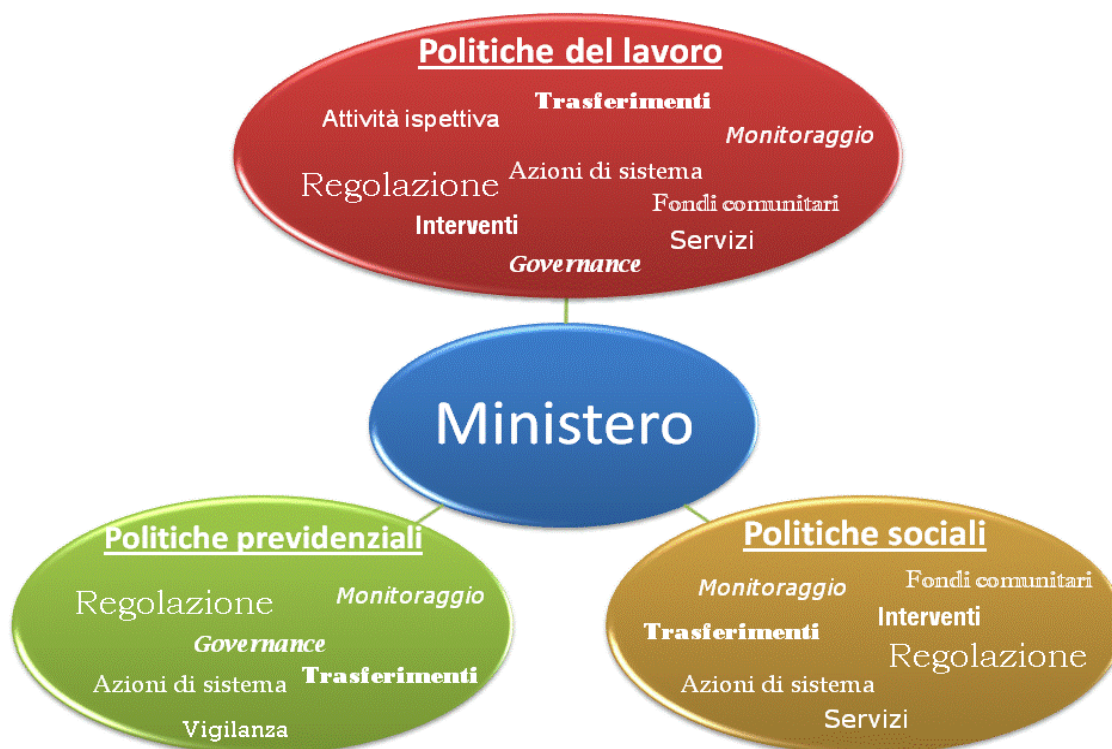 Politiche del lavoro
Trasferimenti
Attività ispettiva
Monitoraggio
Azioni di sistema
Regolazione
Fondi comunitari
Interventi
Servizi
Governance
Ministero
Politiche previdenziali
Regolazione
Monitoraggio
Governance
Trasferimenti
Azioni di sistema
Vigilanza
Politiche sociali
Fondi comunitari
Monitoraggio
Interventi
Trasferimenti
Regolazione
Azioni di sistema
Servizi